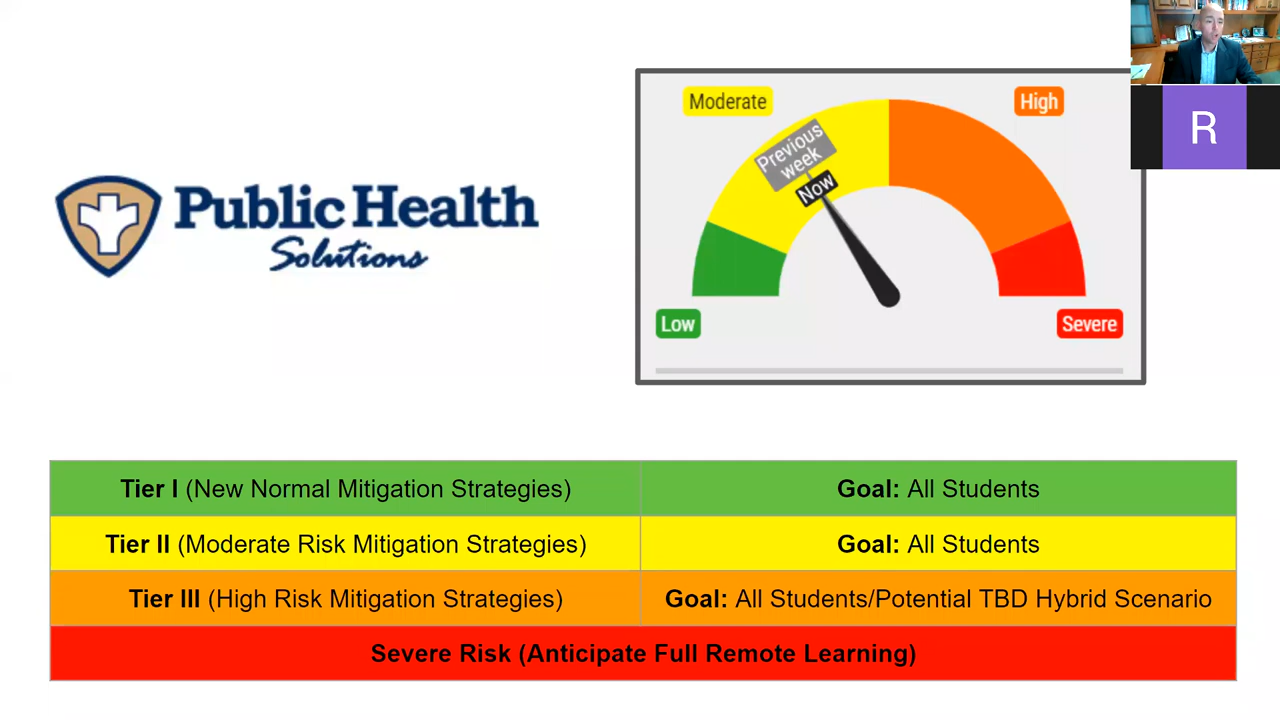 Moderate
High
R
Previous
week
Now
Public Health
Solutions
Low
Severe
Tier I (New Normal Mitigation Strategies)
Goal: All Students
Tier II (Moderate Risk Mitigation Strategies)
Goal: All Students
Tier III (High Risk Mitigation Strategies)
Goal: All Students/Potential TBD Hybrid Scenario
Severe Risk (Anticipate Full Remote Learning)